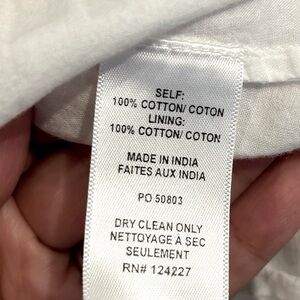 SELF:
100% COTTON/ COTON
LINING:
100% COTTON/ COTON
MADE IN INDIA
FAITES AUX INDIA
PO 50803
DRY CLEAN ONLY
NETTOYAGE A SEC
SEULEMENT
RN# 124227